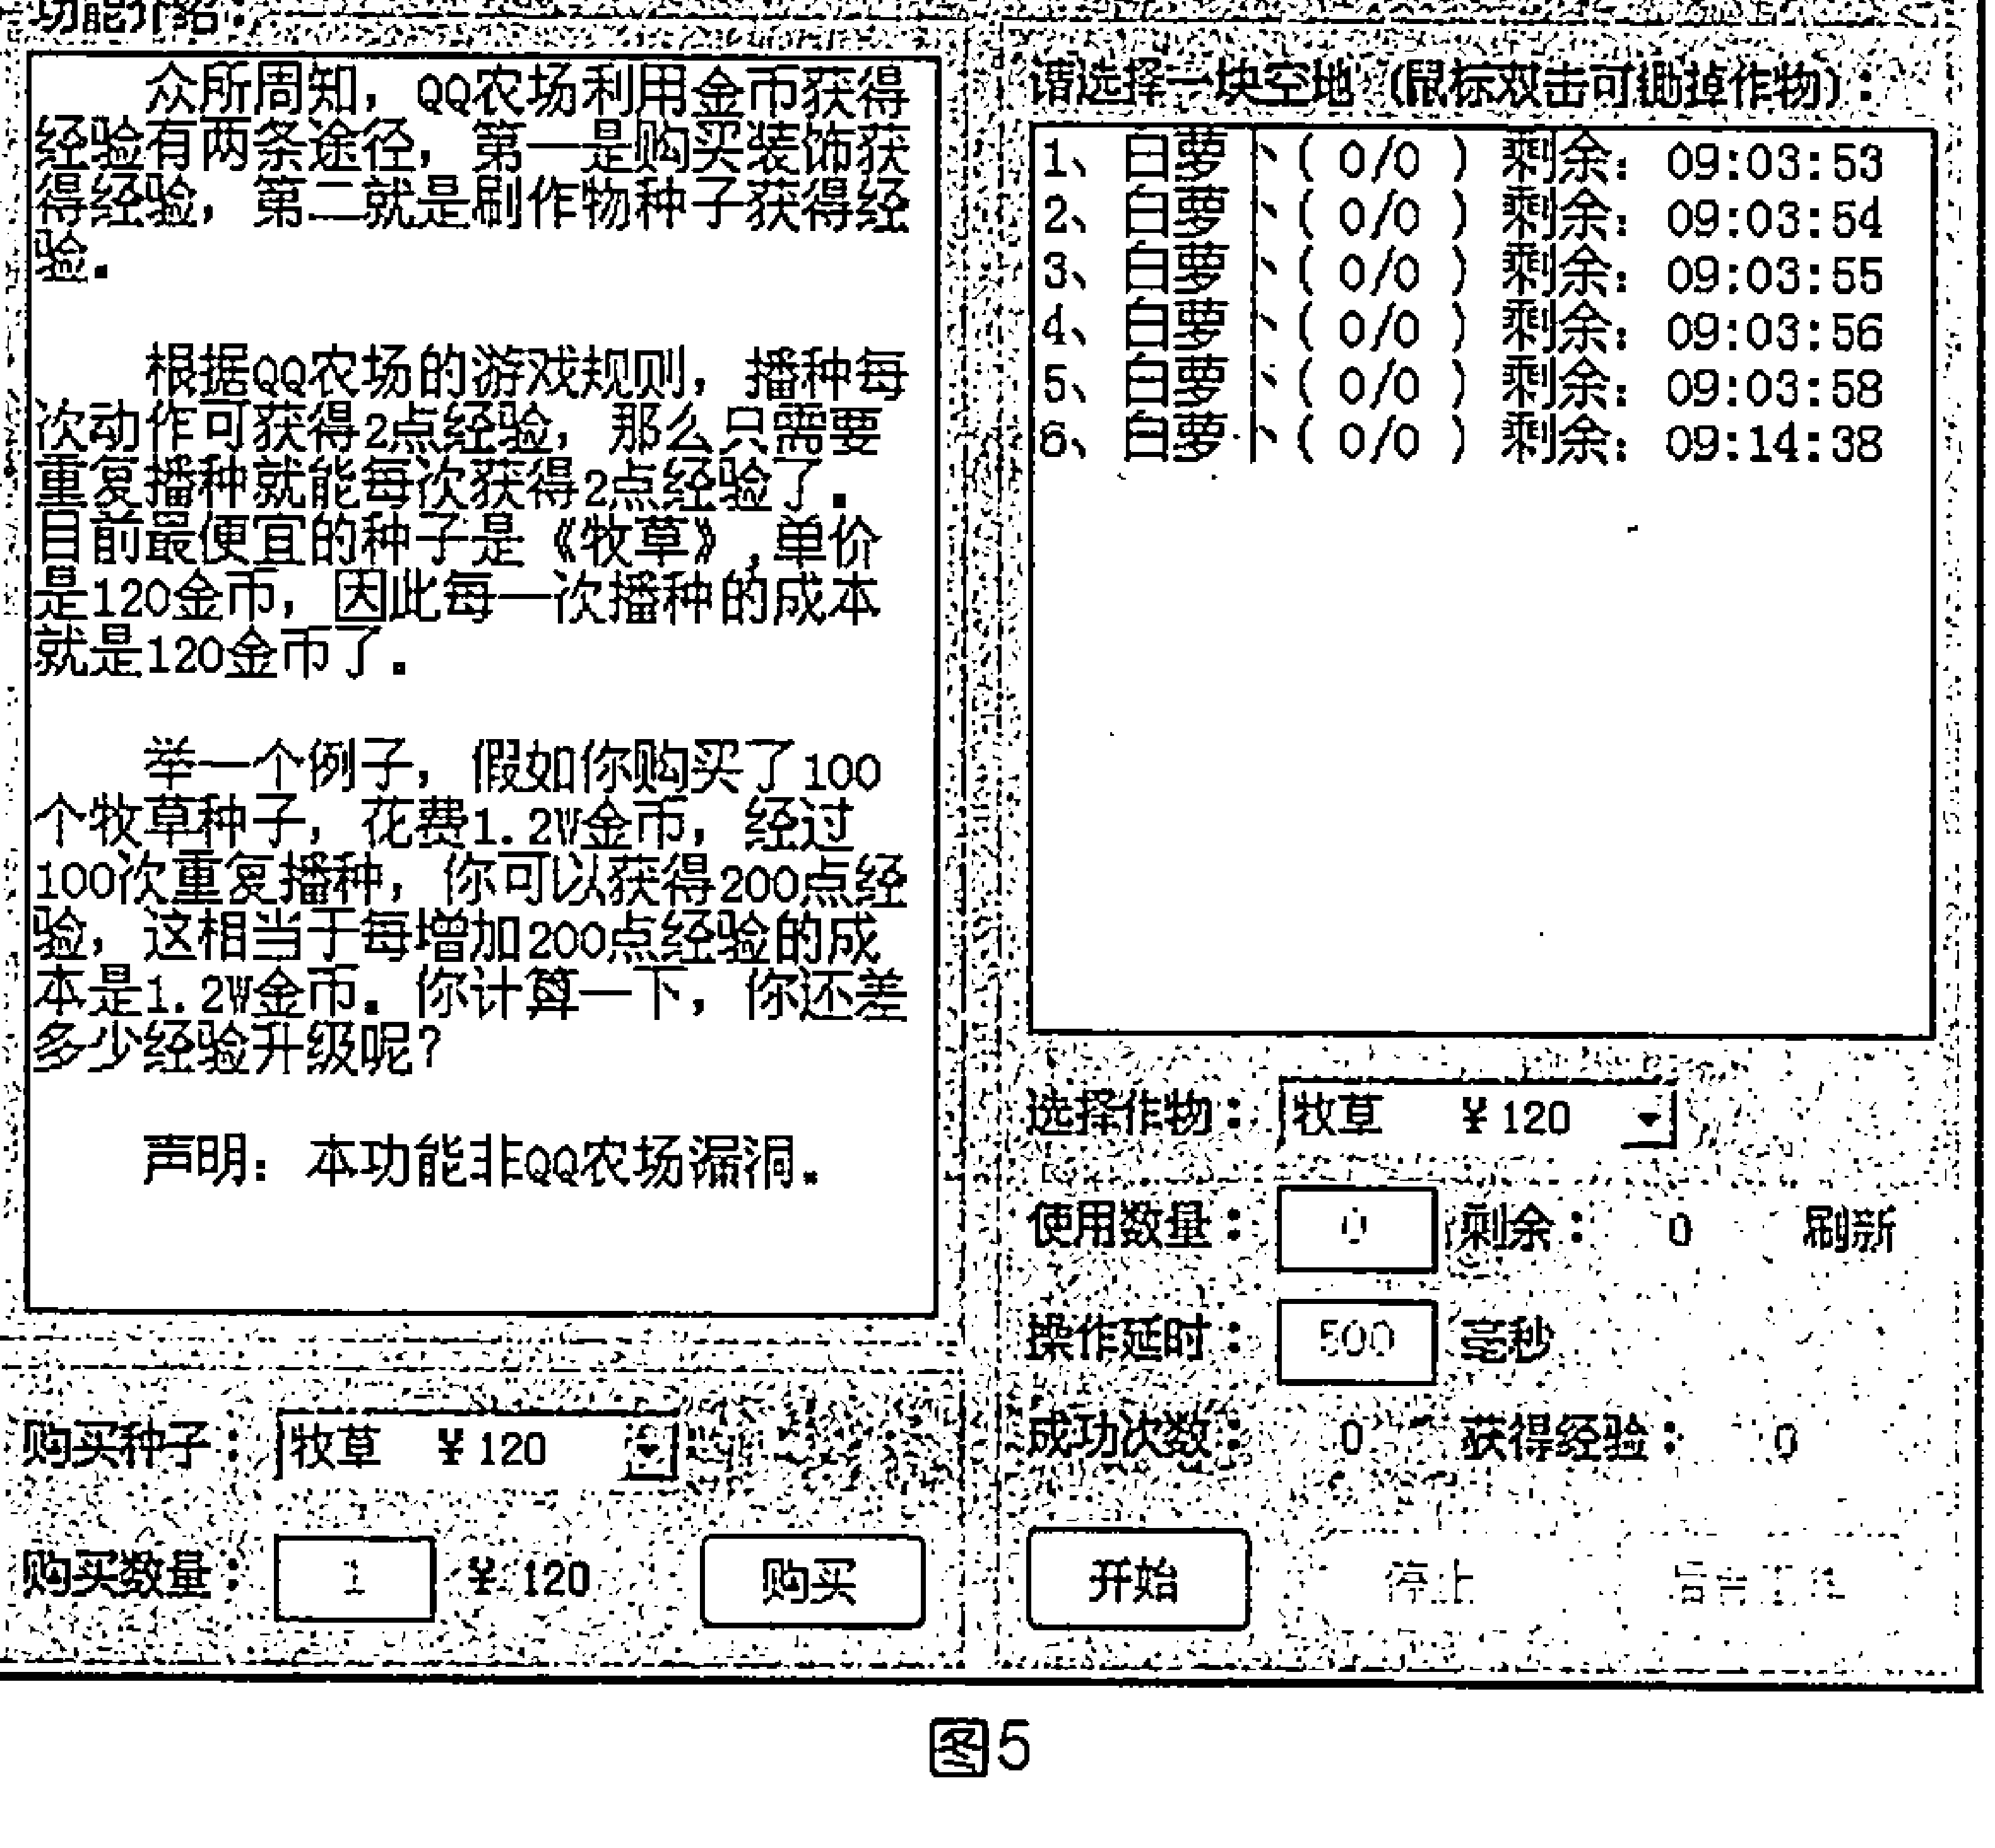 功能介绍:
众所周知，QQ农场利用金币获得
经验有两条途径，第一是购买装饰获
得经验，第二就是刷作物种子获得经
验。
根据QQ农场的游戏规则，播种每
次动作可获得2点经验，那么只需要
重复播种就能每次获得2点经验了。
目前最便宜的种子是《牧草》,单价
是120金币，因此每一次播种的成本
就是120金币了。
举一个例子，假如你购买了100
个牧草种子，花费1.2W金币，经过
100次重复播种，你可以获得200点经
验，这相当于每增加200点经验的成
本是1.2W金币。你计算一下，你还差
多少经验升级呢？
声明：本功能非QQ农场漏洞。
购买种子： 牧草 ￥120
购买数量： 1 ￥120 购买
请选择一块空地（鼠标双击可锄掉作物）：
1、白萝卜( 0/0 ) 剩余：09:03:53
2、白萝卜( 0/0 ) 剩余：09:03:54
3、白萝卜( 0/0 ) 剩余：09:03:55
4、白萝卜( 0/0 ) 剩余：09:03:56
5、白萝卜( 0/0 ) 剩余：09:03:58
6、白萝卜( 0/0 ) 剩余：09:14:38
选择作物： 牧草 ￥120
使用数量： 0 剩余： 0 刷新
操作延时： 500 毫秒
成功次数： 0 获得经验： 0
开始 停止
图5